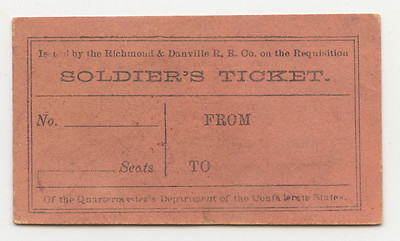 Issued by the Richmond & Danville R. R. Co. on the Requisition
SOLDIER'S TICKET.
No.
FROM
Seats
TO
Of the Quartermaster's Department of the Confederate States.